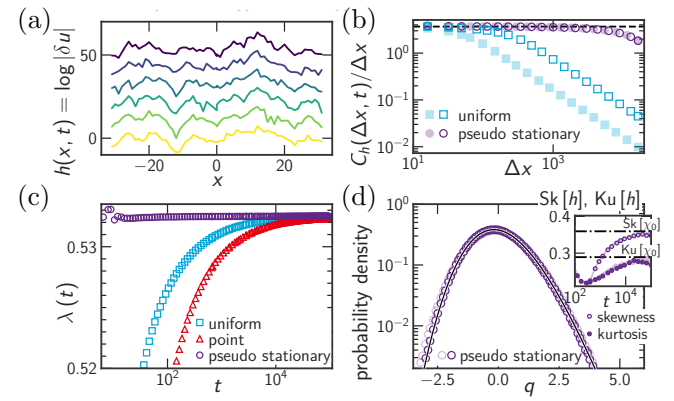 (a)
h(x, t) = log |δu|
50
0
−20
0
20
x
(b)
C_h(Δx, t)/Δx
10^0
10^-1
10^-2
10^1
10^3
Δx
uniform
pseudo stationary
(c)
λ (t)
0.53
0.52
10^2
10^4
t
uniform
point
pseudo stationary
(d)
probability density
10^0
10^-1
10^-2
−2.5
0.0
2.5
5.0
q
pseudo stationary
Sk [h], Ku [h]
0.4
0.3
Sk[χ_0]
Ku[χ_0]
10^2
10^4
t
skewness
kurtosis